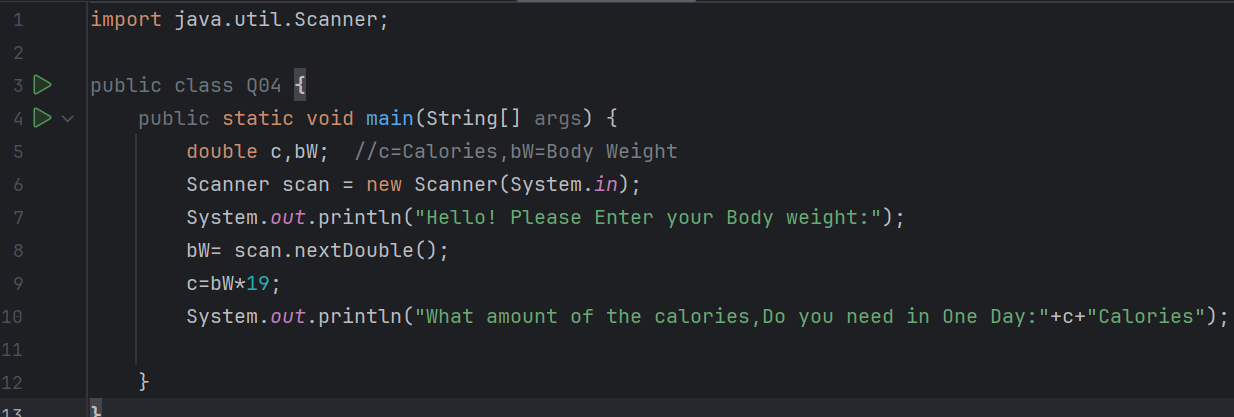 1 import java.util.Scanner;
2
3 public class Q04 {
4 public static void main(String[] args) {
5 double c,bW;  //c=Calories,bW=Body Weight
6 Scanner scan = new Scanner(System.in);
7 System.out.println("Hello! Please Enter your Body weight:");
8 bW= scan.nextDouble();
9 c=bW*19;
10 System.out.println("What amount of the calories,Do you need in One Day:"+c+"Calories");
11
12 }
13 }